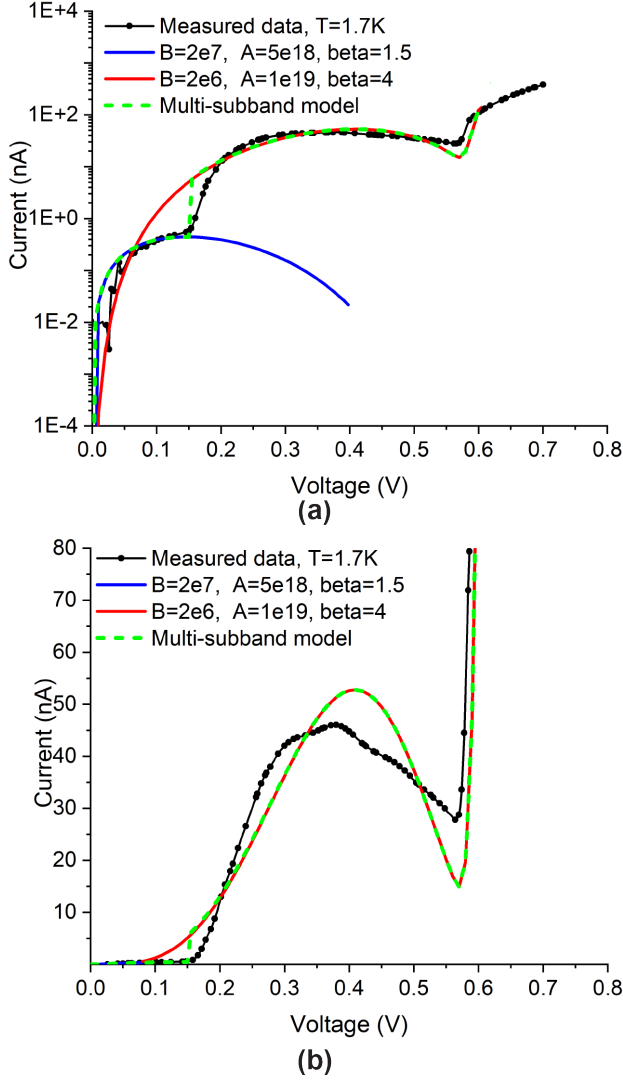 1E+4
1E+2
1E+0
1E-2
1E-4
Current (nA)
Measured data, T=1.7K
B=2e7, A=5e18, beta=1.5
B=2e6, A=1e19, beta=4
Multi-subband model
0.0 0.1 0.2 0.3 0.4 0.5 0.6 0.7 0.8
Voltage (V)
(a)
80
70
60
50
40
30
20
10
Current (nA)
Measured data, T=1.7K
B=2e7, A=5e18, beta=1.5
B=2e6, A=1e19, beta=4
Multi-subband model
0.0 0.1 0.2 0.3 0.4 0.5 0.6 0.7 0.8
Voltage (V)
(b)